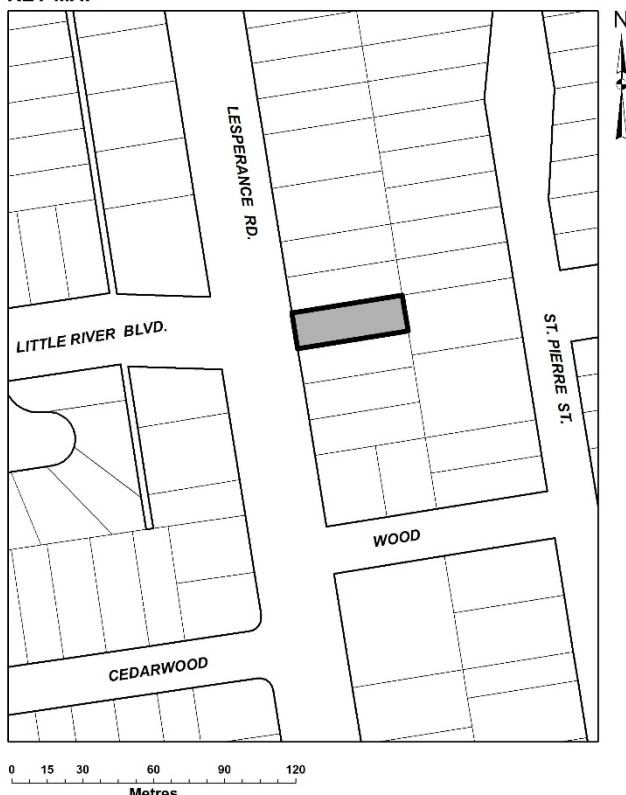 N
LESPERANCE RD.
LITTLE RIVER BLVD.
ST. PIERRE ST.
WOOD
CEDARWOOD
0 15 30 60 90 120
Metres